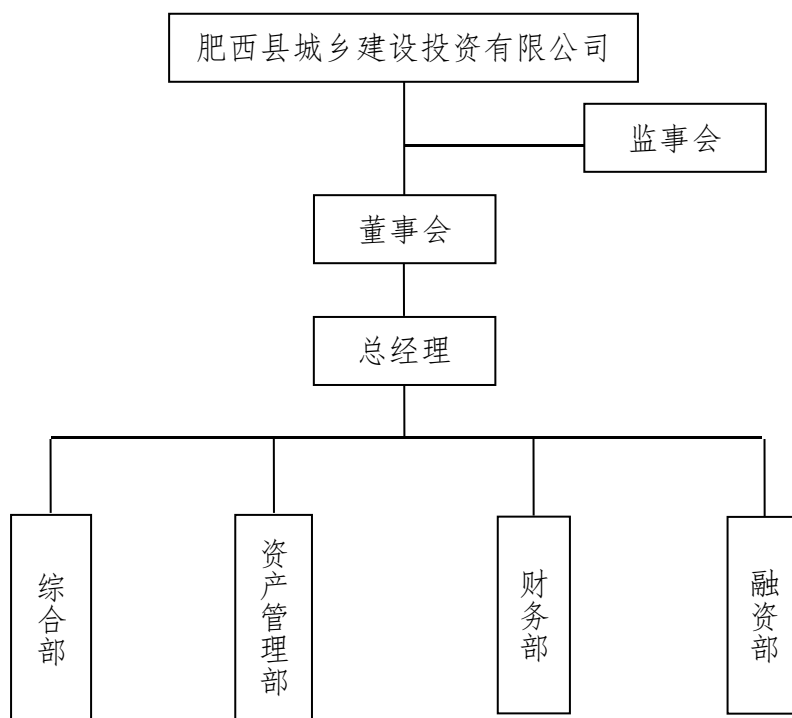 肥西县城乡建设投资有限公司
监事会
董事会
总经理
综合部
资产管理部
财务部
融资部